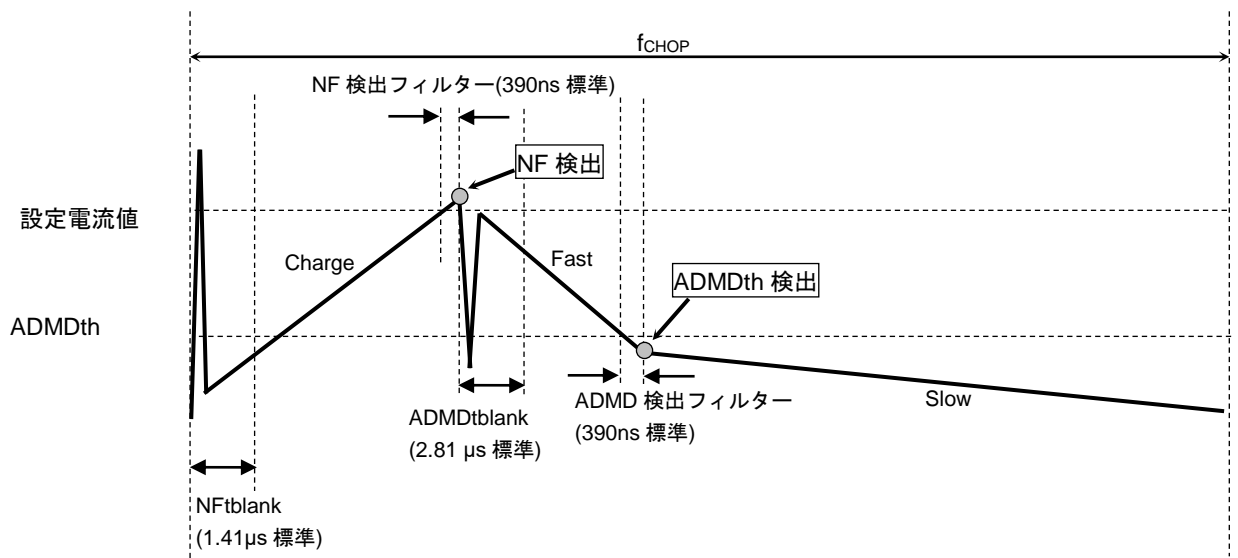 fCHOP
NF 検出フィルター(390ns 標準)
NF 検出
設定電流値
Charge
Fast
ADMDth 検出
ADMDth
ADMDtblank
(2.81 μs 標準)
ADMD 検出フィルター
(390ns 標準)
Slow
NFtblank
(1.41μs 標準)